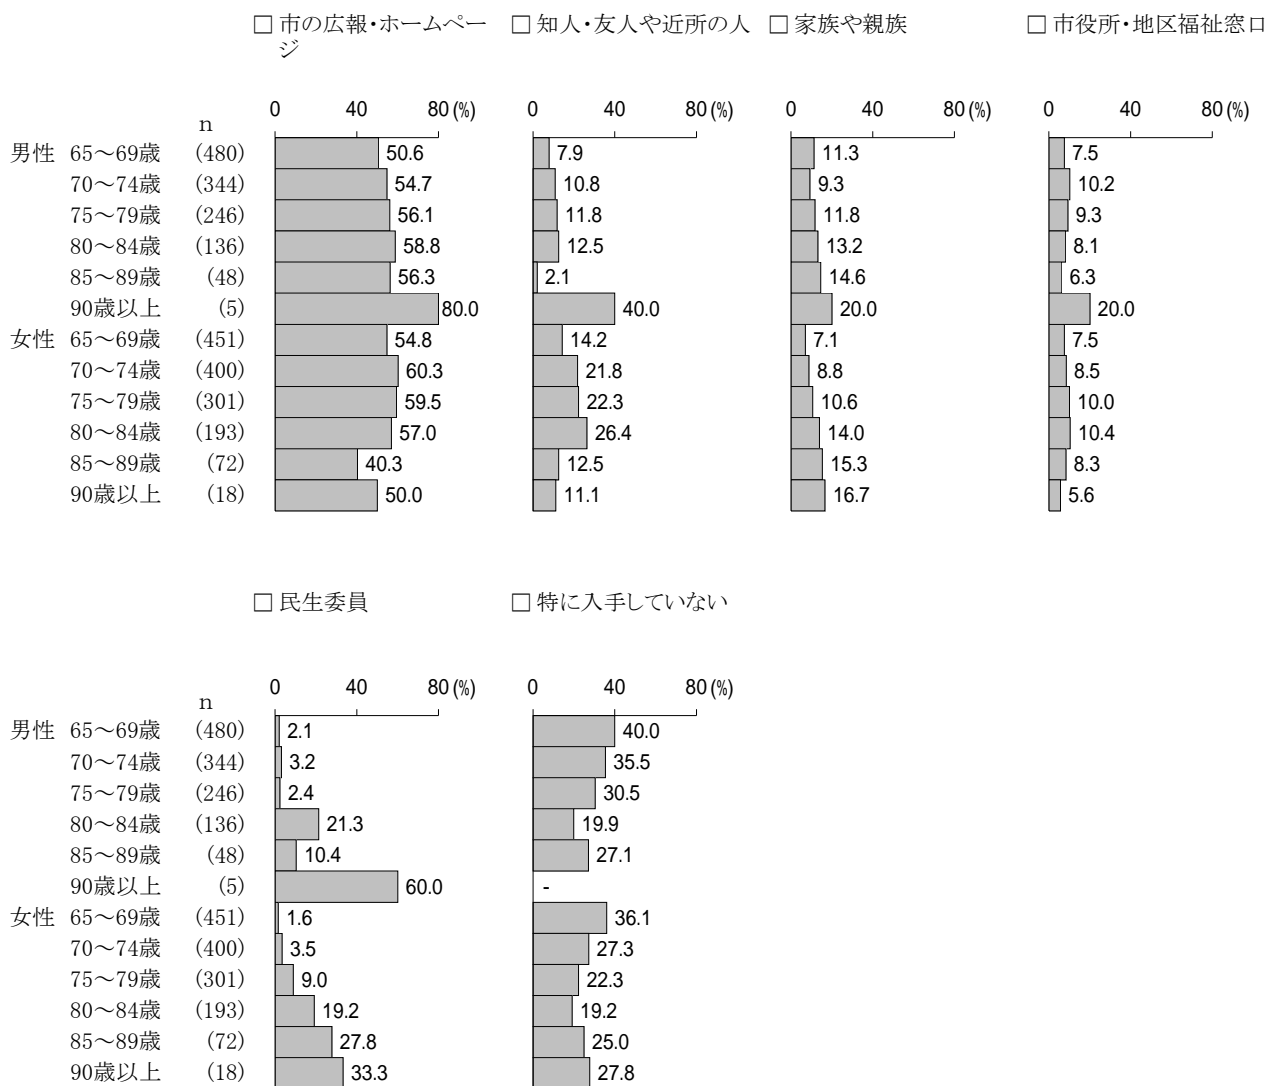 □ 市の広報・ホームペー
ジ
□ 知人・友人や近所の人
□ 家族や親族
□ 市役所・地区福祉窓口
0 40 80(%) 0 40 80(%) 0 40 80(%) 0 40 80(%)
n
男性 65～69歳 (480) 50.6 7.9 11.3 7.5
70～74歳 (344) 54.7 10.8 9.3 10.2
75～79歳 (246) 56.1 11.8 11.8 9.3
80～84歳 (136) 58.8 12.5 13.2 8.1
85～89歳 (48) 56.3 2.1 14.6 6.3
90歳以上 (5) 80.0 40.0 20.0 20.0
女性 65～69歳 (451) 54.8 14.2 7.1 7.5
70～74歳 (400) 60.3 21.8 8.8 8.5
75～79歳 (301) 59.5 22.3 10.6 10.0
80～84歳 (193) 57.0 26.4 14.0 10.4
85～89歳 (72) 40.3 12.5 15.3 8.3
90歳以上 (18) 50.0 11.1 16.7 5.6
□ 民生委員
□ 特に入手していない
0 40 80(%) 0 40 80(%)
n
男性 65～69歳 (480) 2.1 40.0
70～74歳 (344) 3.2 35.5
75～79歳 (246) 2.4 30.5
80～84歳 (136) 21.3 19.9
85～89歳 (48) 10.4 27.1
90歳以上 (5) 60.0 -
女性 65～69歳 (451) 1.6 36.1
70～74歳 (400) 3.5 27.3
75～79歳 (301) 9.0 22.3
80～84歳 (193) 19.2 19.2
85～89歳 (72) 27.8 25.0
90歳以上 (18) 33.3 27.8